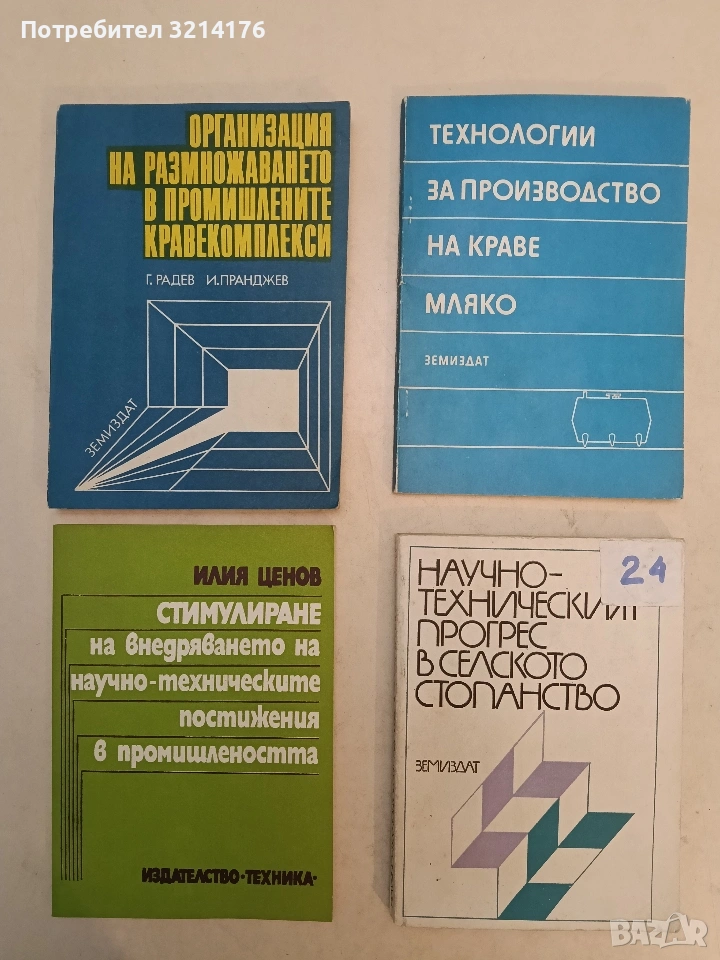 Потребител 3214176
ОРГАНИЗАЦИЯ
НА РАЗМНОЖАВАНЕТО
В ПРОМИШЛЕНИТЕ
КРАВЕКОМПЛЕКСИ
Г. РАДЕВ И. ПРАНДЖЕВ
ЗЕМИЗДАТ
ТЕХНОЛОГИИ
ЗА ПРОИЗВОДСТВО
НА КРАВЕ
МЛЯКО
ЗЕМИЗДАТ
ИЛИЯ ЦЕНОВ
СТИМУЛИРАНЕ
на внедряването на
научно-техническите
постижения
в промишлеността
ИЗДАТЕЛСТВО·ТЕХНИКА·
24
НАУЧНО-
ТЕХНИЧЕСКИЯТ
ПРОГРЕС
В СЕЛСКОТО
СТОПАНСТВО
ЗЕМИЗДАТ
BAZAR